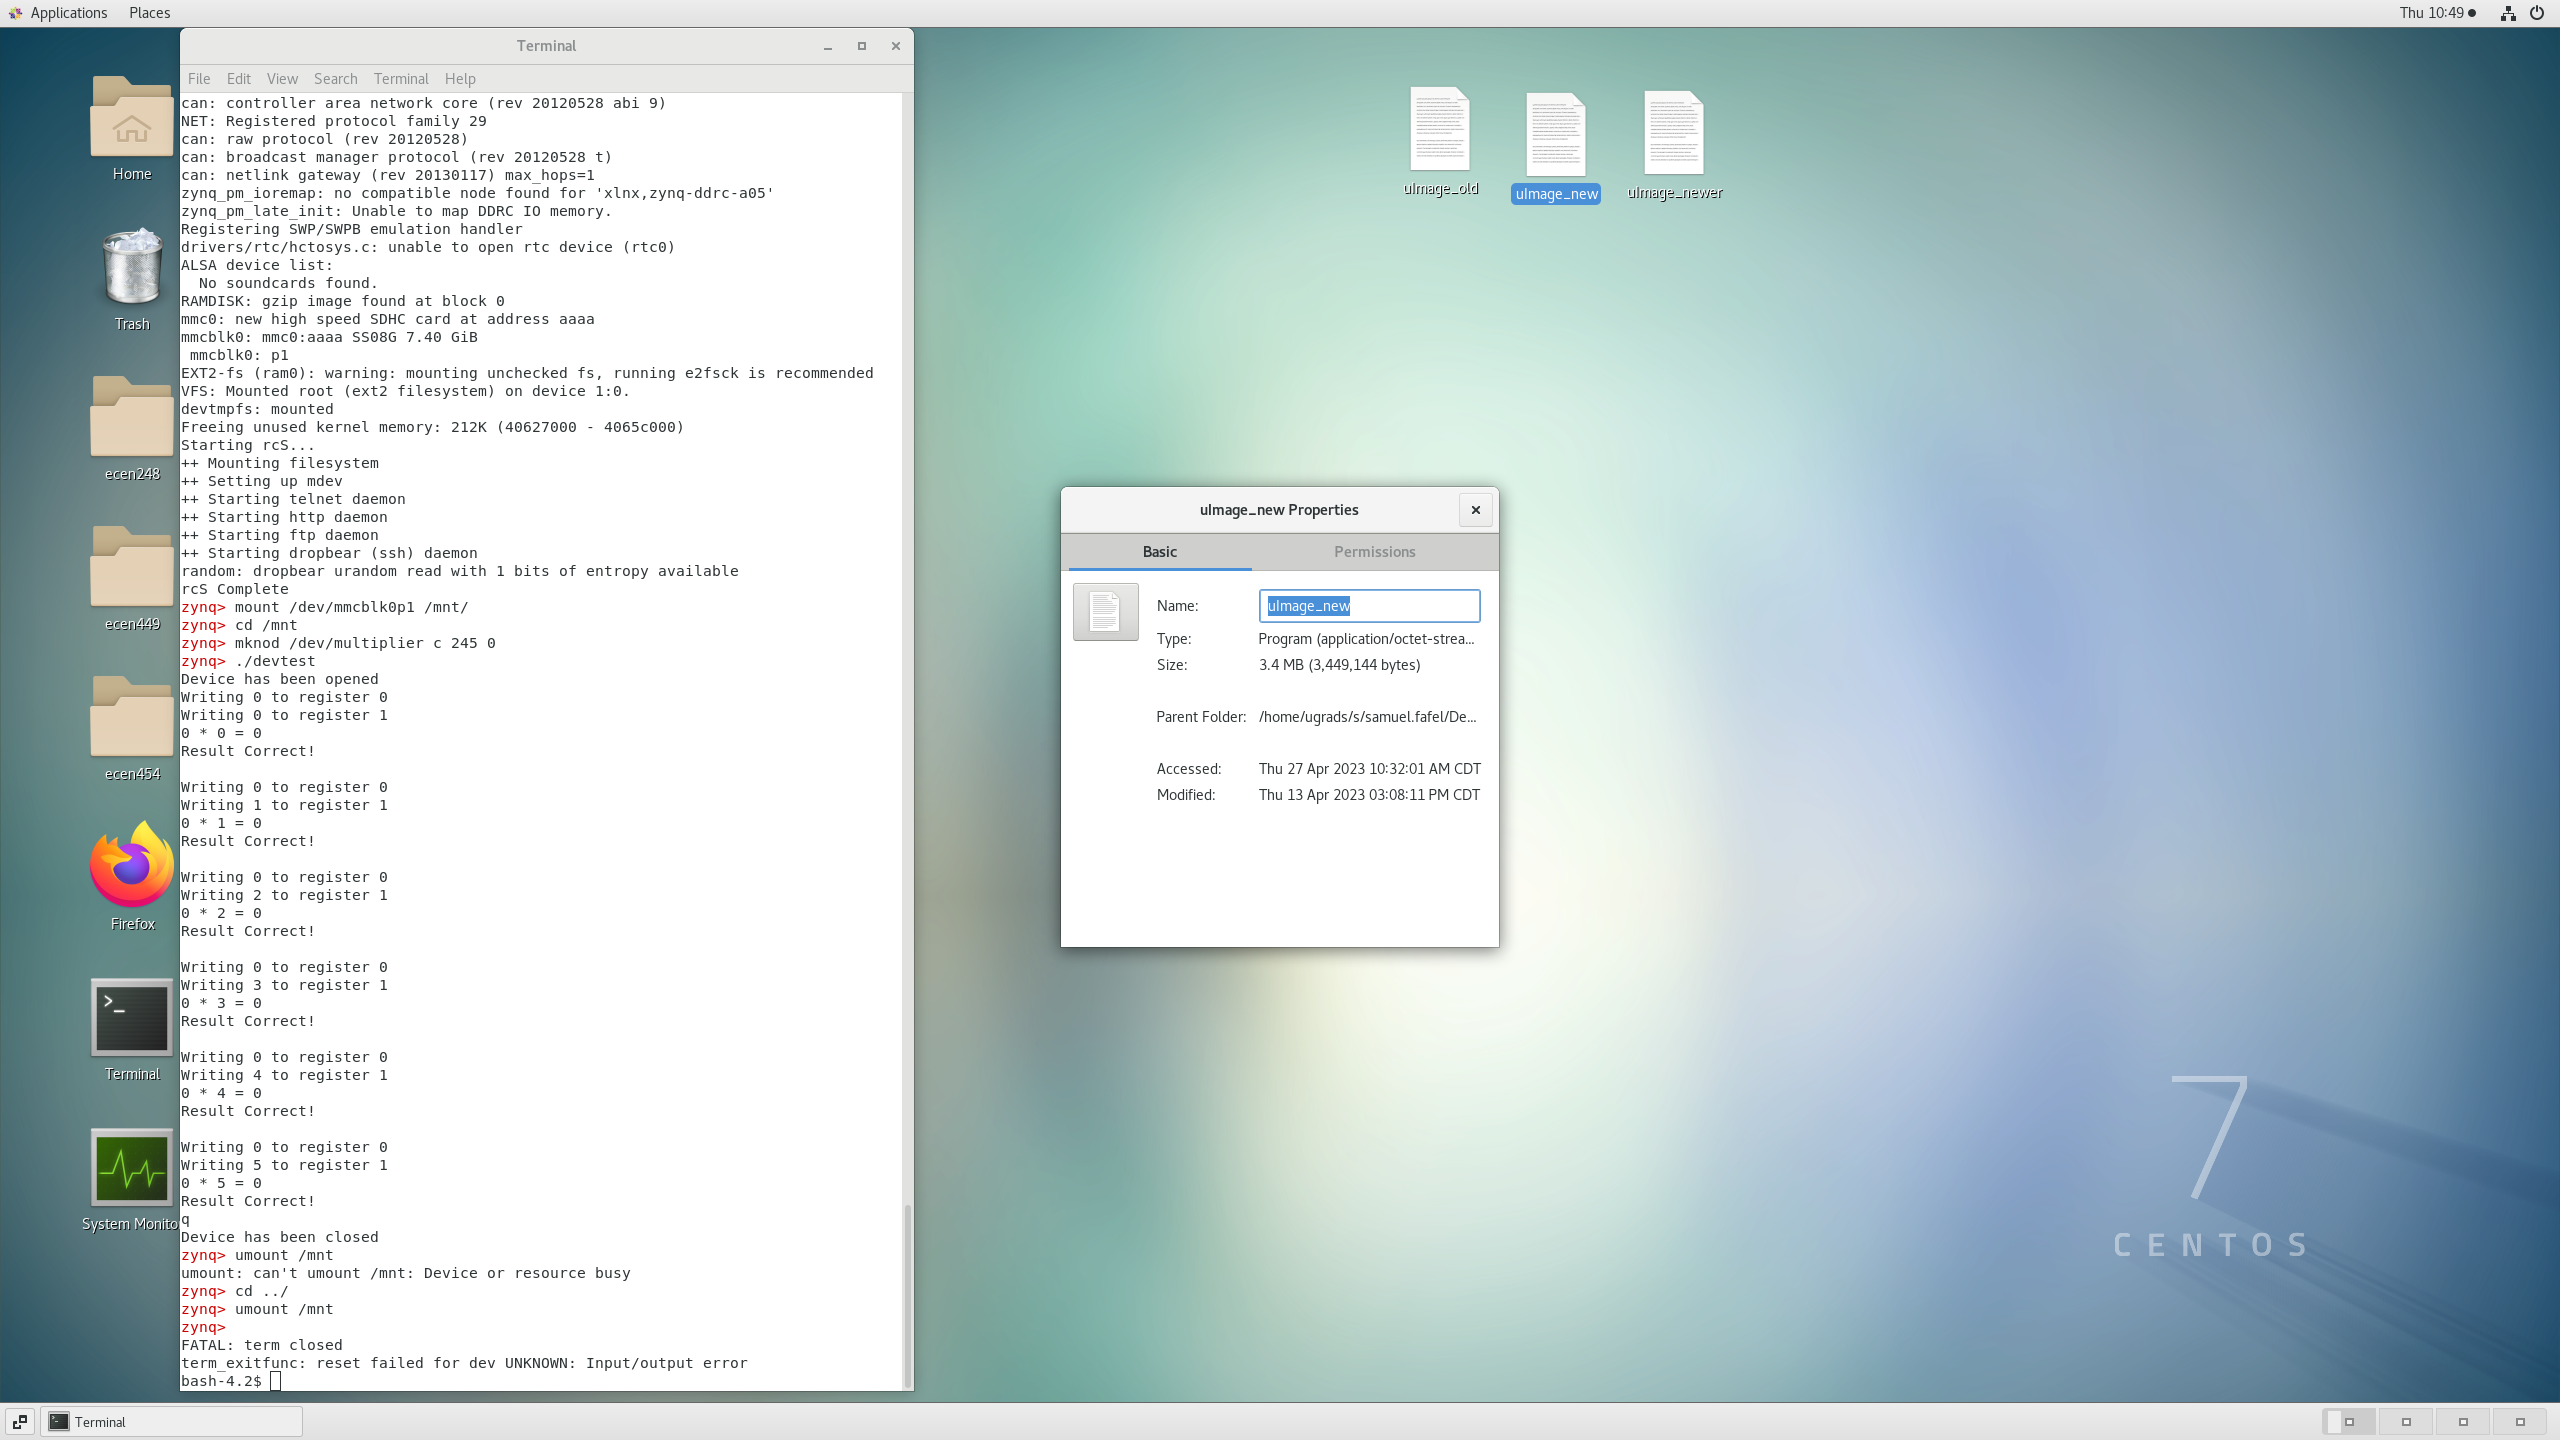 Applications Places Thu 10:49
Terminal
File Edit View Search Terminal Help
can: controller area network core (rev 20120528 abi 9)
NET: Registered protocol family 29
can: raw protocol (rev 20120528)
can: broadcast manager protocol (rev 20120528 t)
can: netlink gateway (rev 20130117) max_hops=1
zynq_pm_ioremap: no compatible node found for 'xlnx,zynq-ddrc-a05'
zynq_pm_late_init: Unable to map DDRC IO memory.
Registering SWP/SWPB emulation handler
drivers/rtc/hctosys.c: unable to open rtc device (rtc0)
ALSA device list:
  No soundcards found.
RAMDISK: gzip image found at block 0
mmc0: new high speed SDHC card at address aaaa
mmcblk0: mmc0:aaaa SS08G 7.40 GiB
 mmcblk0: p1
EXT2-fs (ram0): warning: mounting unchecked fs, running e2fsck is recommended
VFS: Mounted root (ext2 filesystem) on device 1:0.
devtmpfs: mounted
Freeing unused kernel memory: 212K (40627000 - 4065c000)
Starting rcS...
++ Mounting filesystem
++ Setting up mdev
++ Starting telnet daemon
++ Starting http daemon
++ Starting ftp daemon
++ Starting dropbear (ssh) daemon
random: dropbear urandom read with 1 bits of entropy available
rcS Complete
zynq> mount /dev/mmcblk0p1 /mnt/
zynq> cd /mnt
zynq> mknod /dev/multiplier c 245 0
zynq> ./devtest
Device has been opened
Writing 0 to register 0
Writing 0 to register 1
0 * 0 = 0
Result Correct!
Writing 0 to register 0
Writing 1 to register 1
0 * 1 = 0
Result Correct!
Writing 0 to register 0
Writing 2 to register 1
0 * 2 = 0
Result Correct!
Writing 0 to register 0
Writing 3 to register 1
0 * 3 = 0
Result Correct!
Writing 0 to register 0
Writing 4 to register 1
0 * 4 = 0
Result Correct!
Writing 0 to register 0
Writing 5 to register 1
0 * 5 = 0
Result Correct!
q
Device has been closed
zynq> umount /mnt
umount: can't umount /mnt: Device or resource busy
zynq> cd ../
zynq> umount /mnt
zynq>
FATAL: term closed
term_exitfunc: reset failed for dev UNKNOWN: Input/output error
bash-4.2$
Home
Trash
ecen248
ecen449
ecen454
Firefox
Terminal
System Monito
uImage_old
uImage_new
uImage_newer
uImage_new Properties
Basic Permissions
Name: uImage_new
Type: Program (application/octet-strea...
Size: 3.4 MB (3,449,144 bytes)
Parent Folder: /home/ugrads/s/samuel.fafel/De...
Accessed: Thu 27 Apr 2023 10:32:01 AM CDT
Modified: Thu 13 Apr 2023 03:08:11 PM CDT
7
CENTOS
Terminal